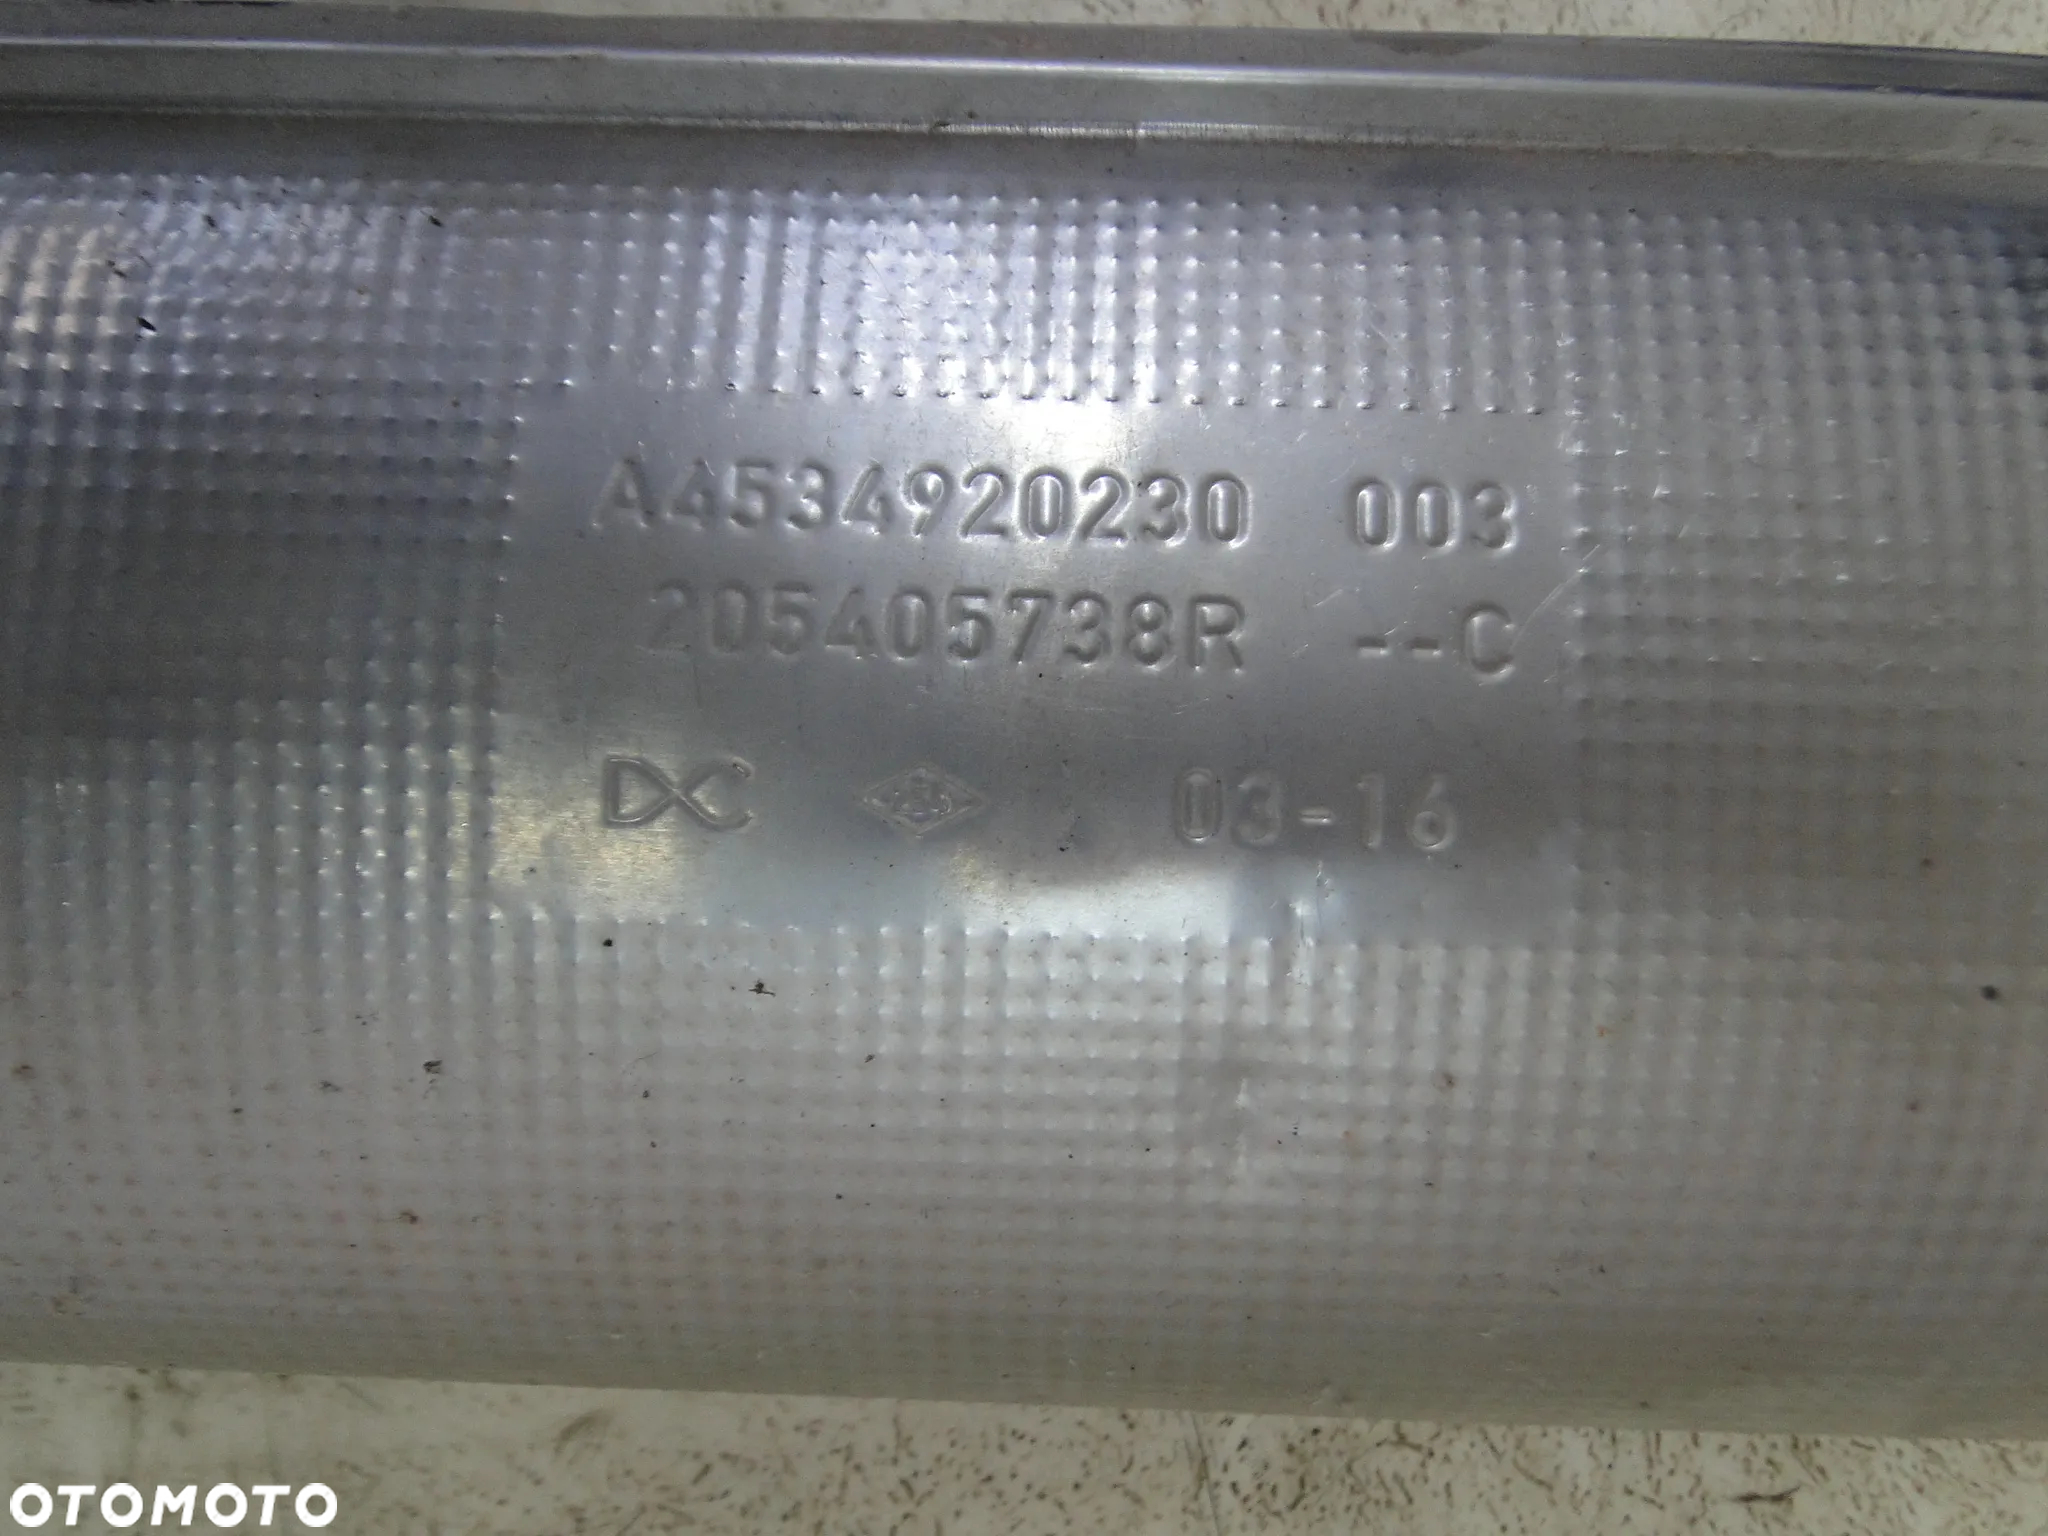 A4534920230 003
205405738R --C
DC 03-16
OTOMOTO